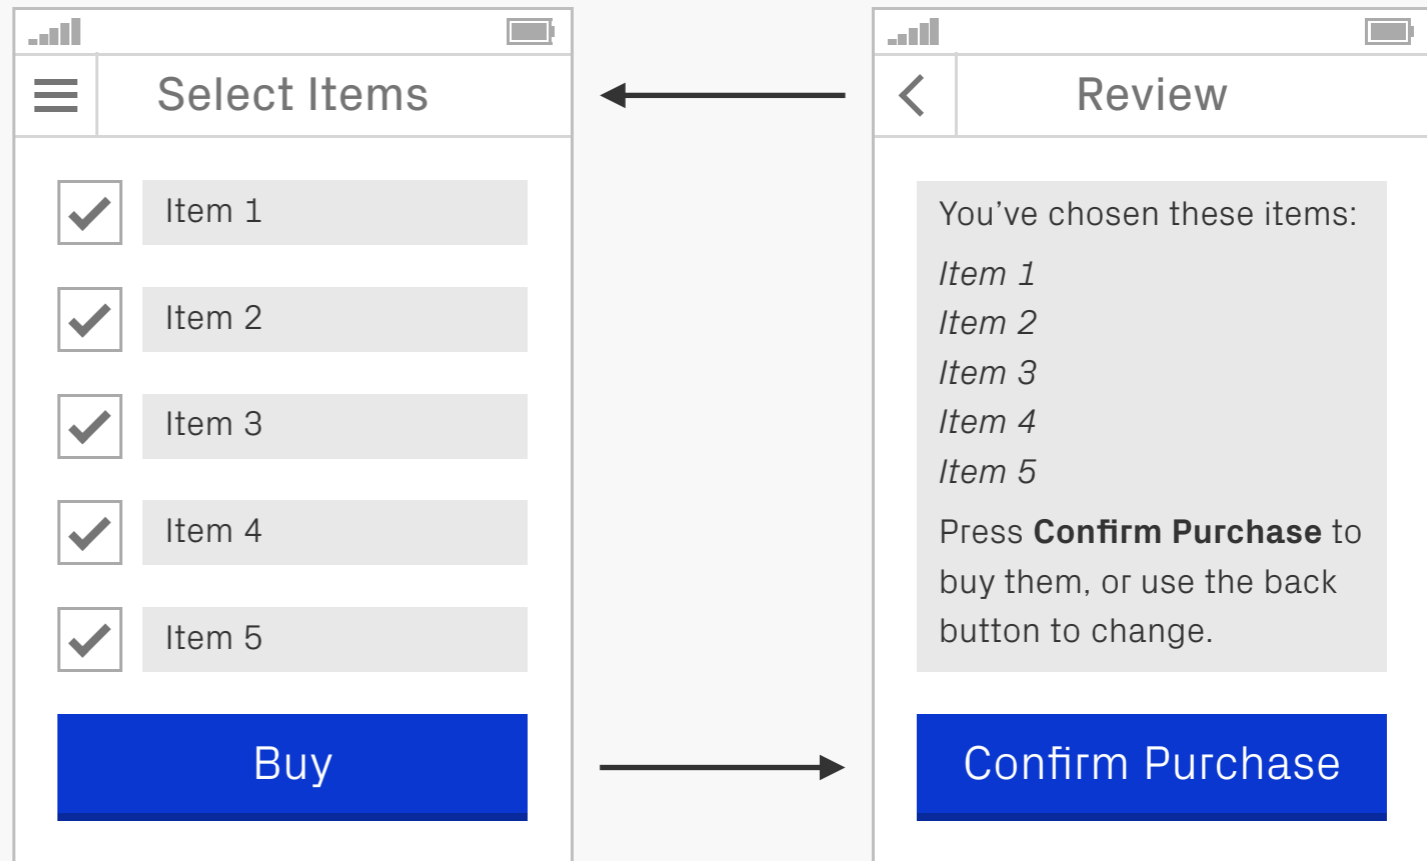 Select Items
Item 1
Item 2
Item 3
Item 4
Item 5
Buy
Review
You’ve chosen these items:
Item 1
Item 2
Item 3
Item 4
Item 5
Press Confirm Purchase to
buy them, or use the back
button to change.
Confirm Purchase